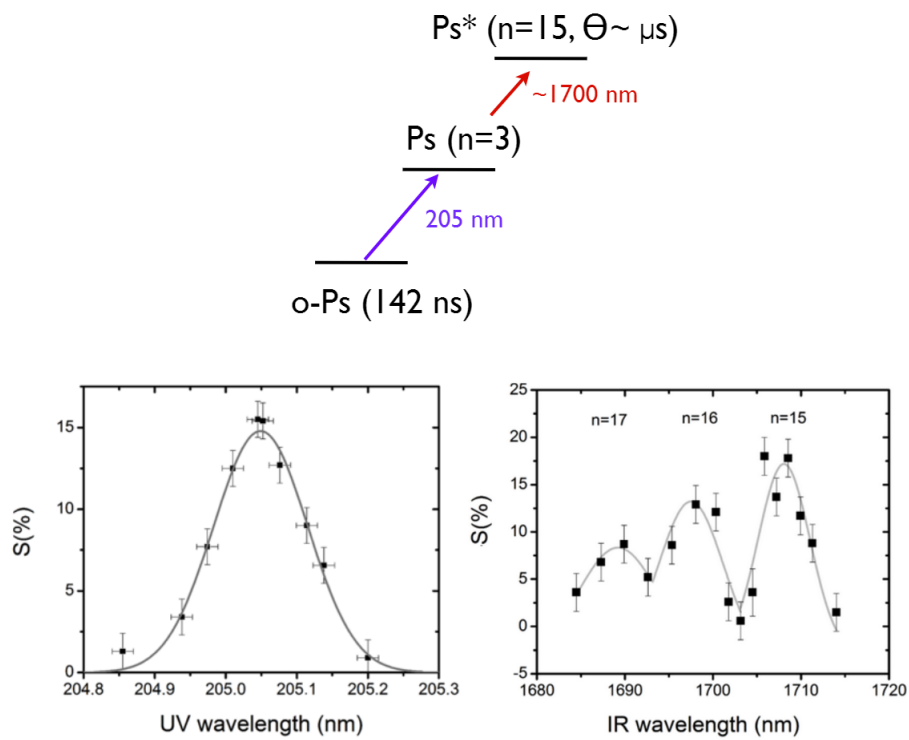 Ps* (n=15, Ө~ μs)
~1700 nm
Ps (n=3)
205 nm
o-Ps (142 ns)
S(%)
15
10
5
0
204.8 204.9 205.0 205.1 205.2 205.3
UV wavelength (nm)
S(%)
25
20
15
10
5
0
-5
n=17 n=16 n=15
1680 1690 1700 1710 1720
IR wavelength (nm)